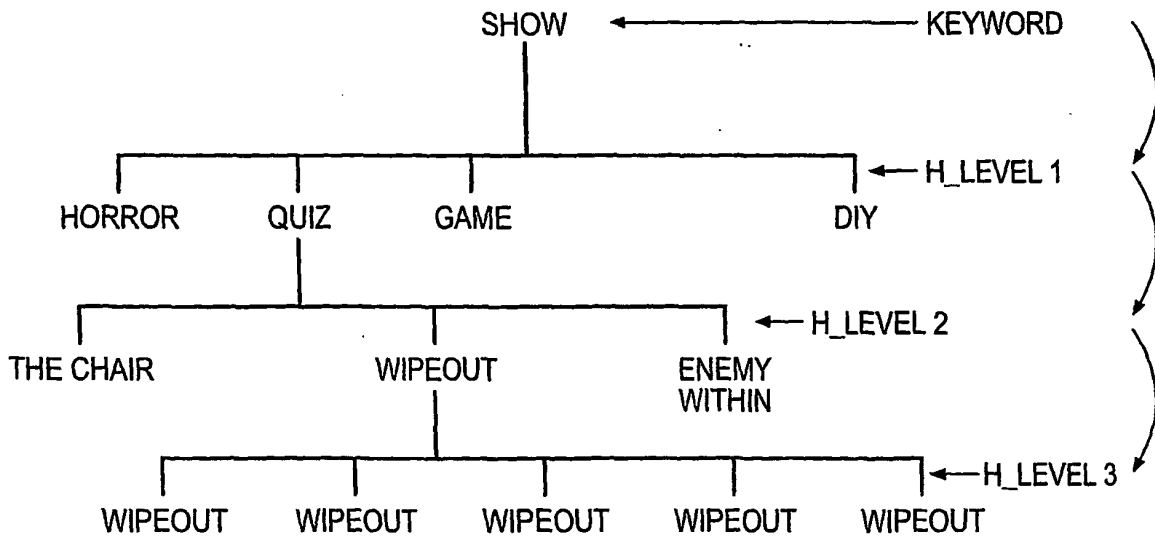 SHOW KEYWORD
H_LEVEL 1
HORROR QUIZ GAME DIY
H_LEVEL 2
THE CHAIR WIPEOUT ENEMY
WITHIN
H_LEVEL 3
WIPEOUT WIPEOUT WIPEOUT WIPEOUT WIPEOUT